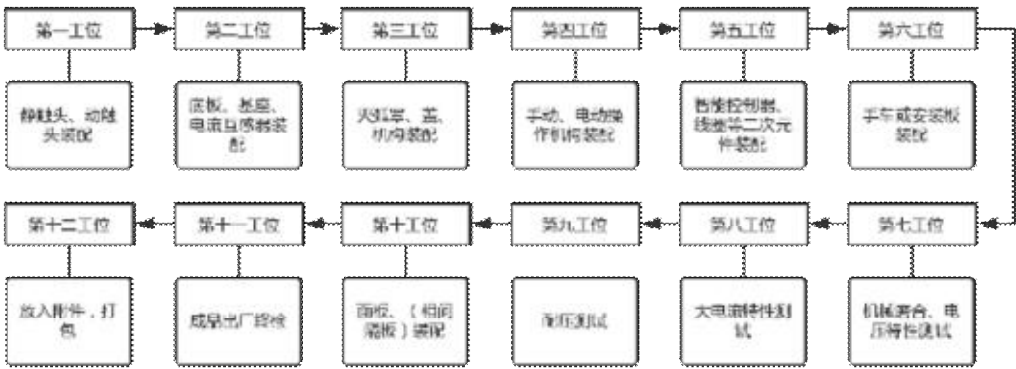 第一工位
第二工位
第三工位
第四工位
第五工位
第六工位
静触头、动触
头装配
底板、基座、
电流互感器装
配
灭弧罩、盖、
机构装配
手动、电动操
作机构装配
智能控制器、
线圈等二次元
件装配
手车或安装板
装配
第十二工位
第十一工位
第十工位
第九工位
第八工位
第七工位
放入附件，打
包
成品出厂终检
面板、（相间
隔板）装配
耐压测试
大电流特性测
试
机械磨合、电
压特性测试